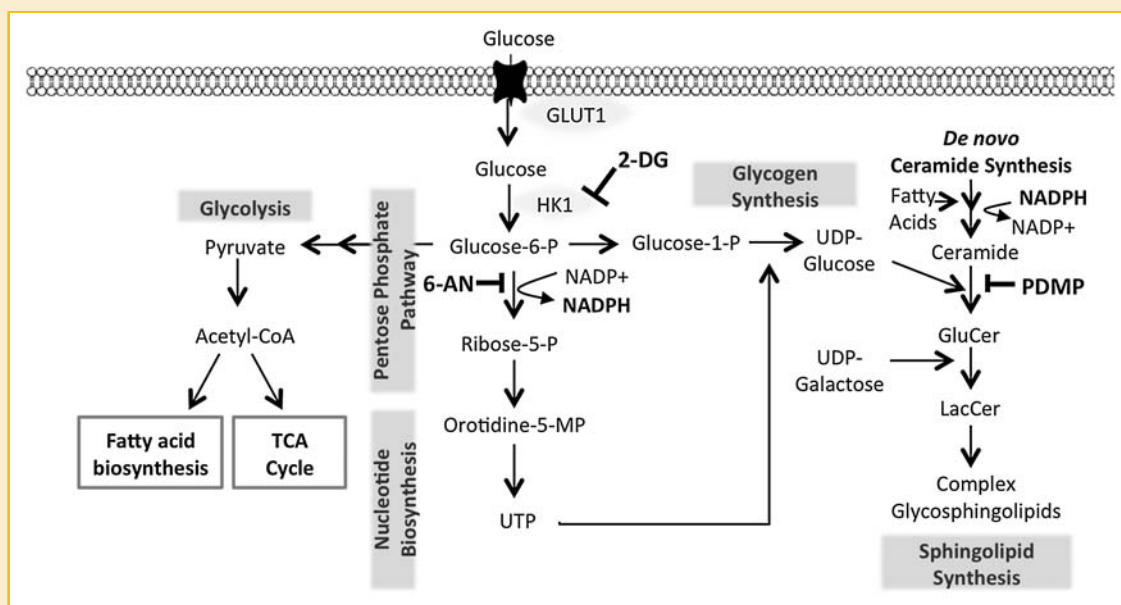 Glucose
GLUT1
Glucose
2-DG
HK1
Glycolysis
Pyruvate
Acetyl-CoA
Fatty acid
biosynthesis
TCA
Cycle
Pentose Phosphate
Pathway
Glucose-6-P
6-AN
NADP+
NADPH
Ribose-5-P
Nucleotide
Biosynthesis
Orotidine-5-MP
UTP
Glycogen
Synthesis
Glucose-1-P
UDP-
Glucose
De novo
Ceramide Synthesis
Fatty
Acids
NADPH
NADP+
Ceramide
PDMP
GluCer
UDP-
Galactose
LacCer
Complex
Glycosphingolipids
Sphingolipid
Synthesis